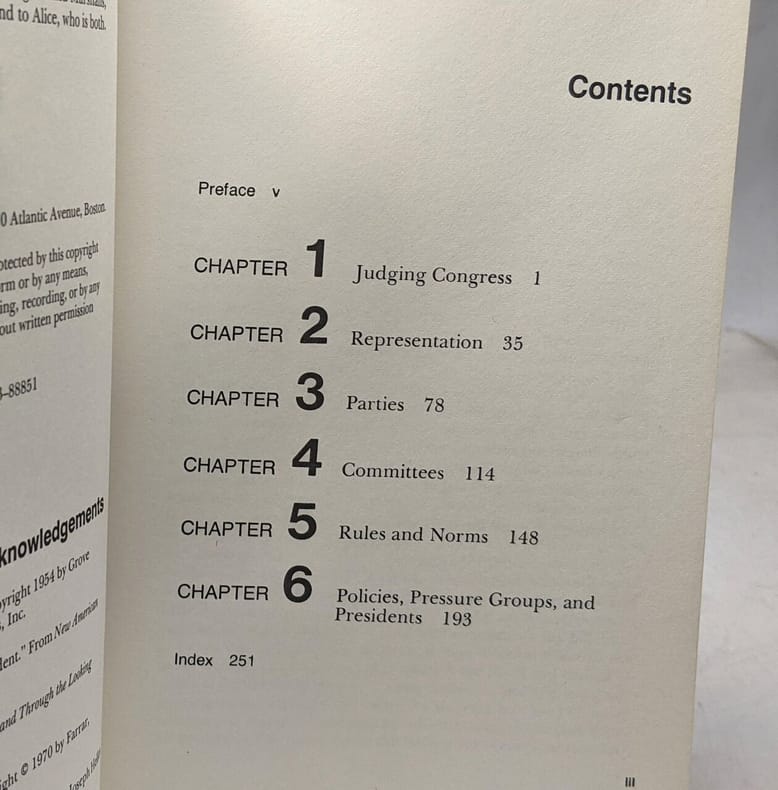 nd to Alice, who is both.
0 Atlantic Avenue, Boston.
otected by this copyright
rm or by any means,
ing, recording, or by any
out written permission
–88851
knowledgements
yright 1954 by Grove
, Inc.
lent." From New American
and Through the Looking
ight © 1970 by Farrar,
Joseph
Contents
Preface v
CHAPTER 1 Judging Congress 1
CHAPTER 2 Representation 35
CHAPTER 3 Parties 78
CHAPTER 4 Committees 114
CHAPTER 5 Rules and Norms 148
CHAPTER 6 Policies, Pressure Groups, and
Presidents 193
Index 251
iii